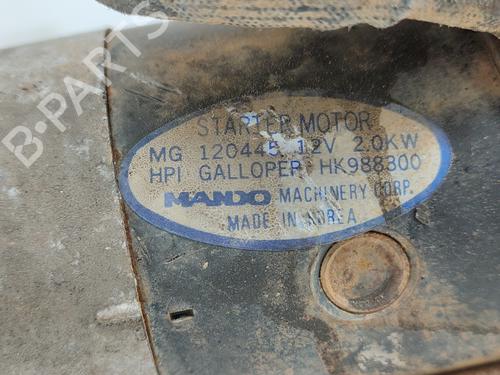 STARTER MOTOR
MG 120445 12V 2.0KW
HPI GALLOPER HK988300
MANDO MACHINERY CORP.
MADE IN KOREA
B-PARTS